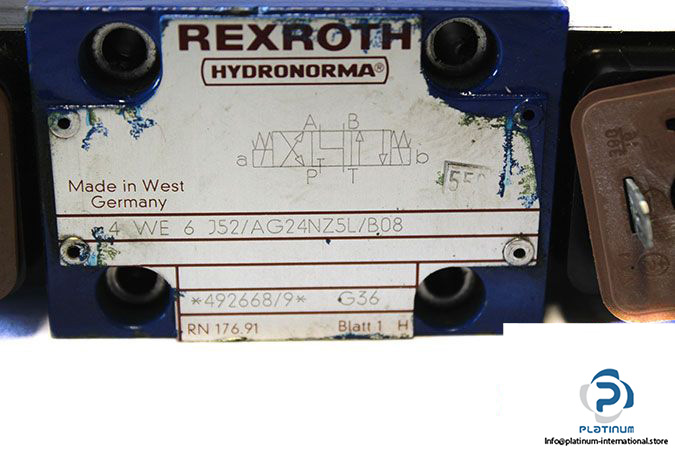 REXROTH
HYDRONORMA®
A B
a b
P T
Made in West
Germany
4 WE 6 J52/AG24NZ5L/B08
*492668/9* G36
RN 176.91 Blatt 1 H
PLATINUM
Info@platinum-international.store